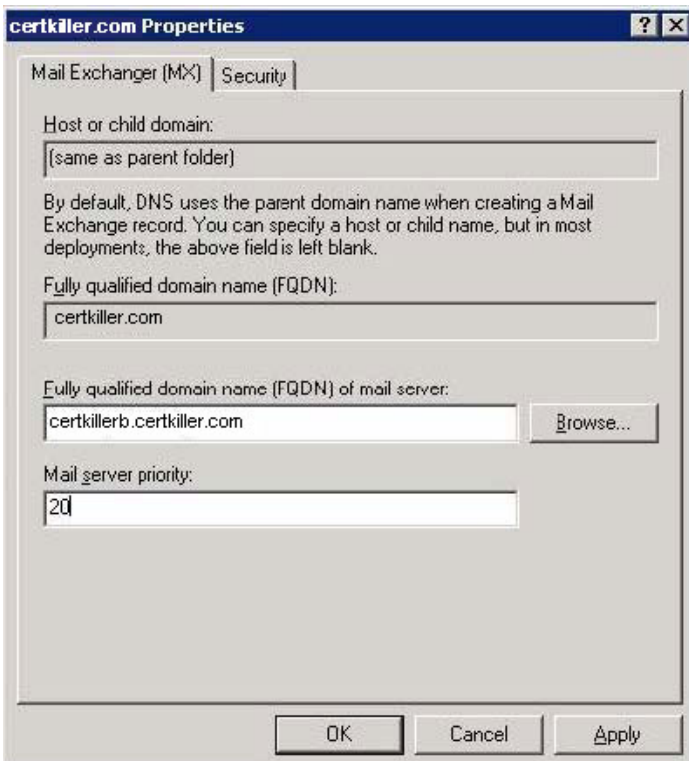 certkiller.com Properties
Mail Exchanger (MX)
Security
Host or child domain:
(same as parent folder)
By default, DNS uses the parent domain name when creating a Mail
Exchange record. You can specify a host or child name, but in most
deployments, the above field is left blank.
Fully qualified domain name (FQDN):
certkiller.com
Fully qualified domain name (FQDN) of mail server:
certkillerb.certkiller.com
Browse...
Mail server priority:
20
OK
Cancel
Apply